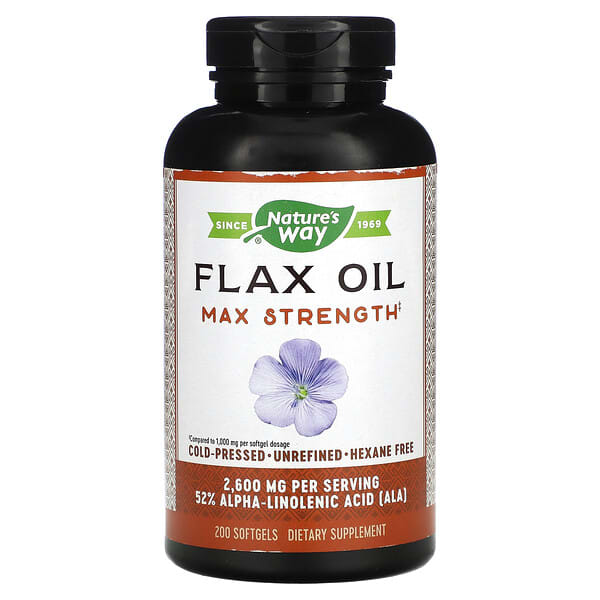 SINCE Nature's Way® 1969
FLAX OIL
MAX STRENGTH‡
‡Compared to 1,000 mg per softgel dosage
COLD-PRESSED • UNREFINED • HEXANE FREE
2,600 MG PER SERVING
52% ALPHA-LINOLENIC ACID (ALA)
200 SOFTGELS DIETARY SUPPLEMENT